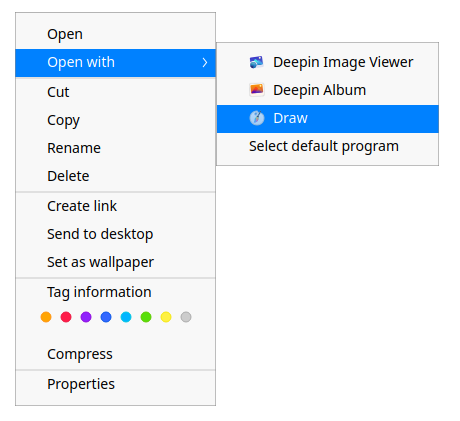 Open
Open with
Cut
Copy
Rename
Delete
Create link
Send to desktop
Set as wallpaper
Tag information
Compress
Properties
Deepin Image Viewer
Deepin Album
Draw
Select default program